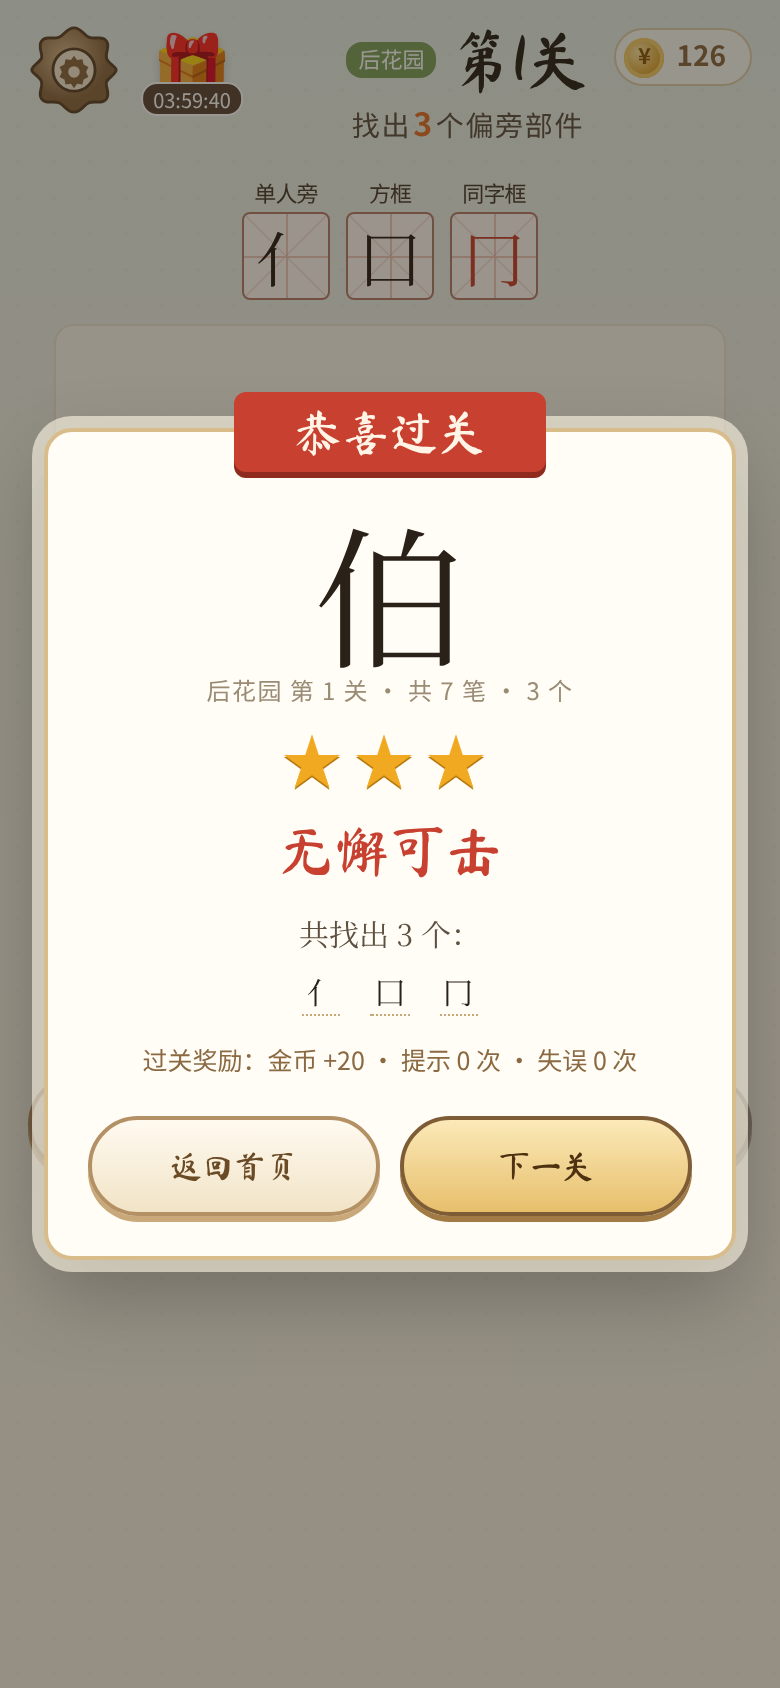 后花园 第1关
¥ 126
03:59:40
找出3个偏旁部件
单人旁 方框 同字框
亻 囗 冂
恭喜过关
伯
后花园 第 1 关 · 共 7 笔 · 3 个
无懈可击
共找出 3 个：
亻 囗 冂
过关奖励：金币 +20 · 提示 0 次 · 失误 0 次
返回首页 下一关